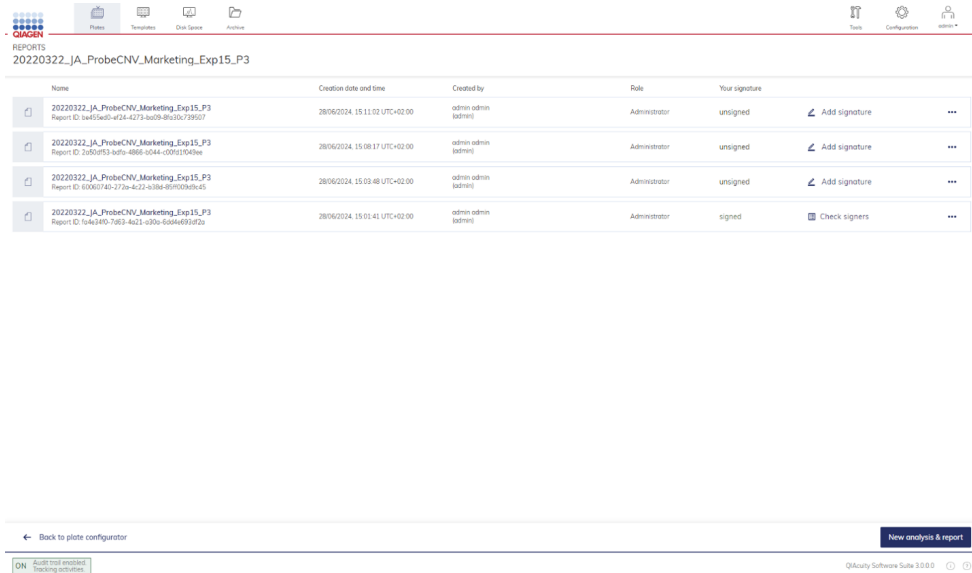 QIAGEN
Plates Templates Disk Space Archive Tools Configuration admin
REPORTS
20220322_JA_ProbeCNV_Marketing_Exp15_P3
Name Creation date and time Created by Role Your signature
20220322_JA_ProbeCNV_Marketing_Exp15_P3
Report ID: be455ed0-ef24-4273-ba09-8fa30c739507
28/06/2024, 15:11:02 UTC+02:00
admin admin
(admin)
Administrator unsigned Add signature
20220322_JA_ProbeCNV_Marketing_Exp15_P3
Report ID: 2a50df53-bdfa-4866-b044-c00fd1f049ee
28/06/2024, 15:08:17 UTC+02:00
admin admin
(admin)
Administrator unsigned Add signature
20220322_JA_ProbeCNV_Marketing_Exp15_P3
Report ID: 60060740-272a-4c22-b38d-85ff009d9c45
28/06/2024, 15:03:48 UTC+02:00
admin admin
(admin)
Administrator unsigned Add signature
20220322_JA_ProbeCNV_Marketing_Exp15_P3
Report ID: fa4e34f0-7d63-4a21-a30a-6dd4e693df2a
28/06/2024, 15:01:41 UTC+02:00
admin admin
(admin)
Administrator signed Check signers
Back to plate configurator New analysis & report
ON Audit trail enabled.
Tracking activities.
QIAcuity Software Suite 3.0.0.0